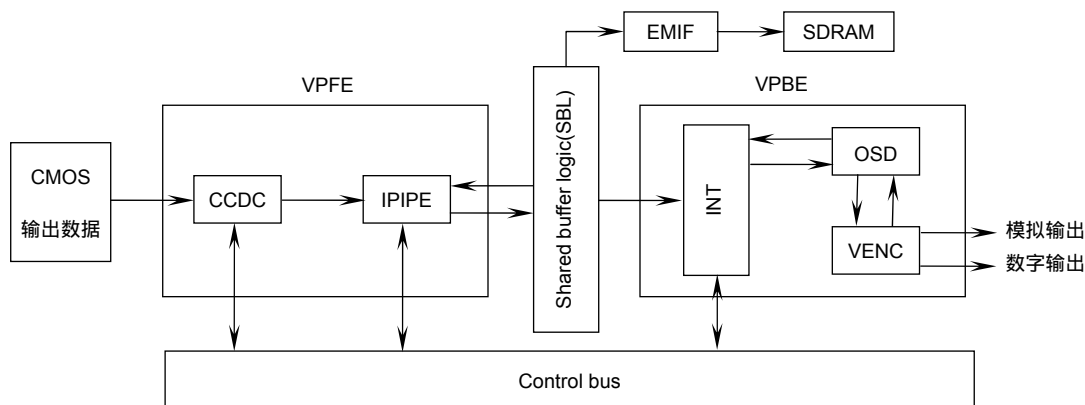 EMIF
SDRAM
VPFE
VPBE
CMOS
输出数据
CCDC
IPIPE
Shared buffer logic(SBL)
INT
OSD
VENC
模拟输出
数字输出
Control bus